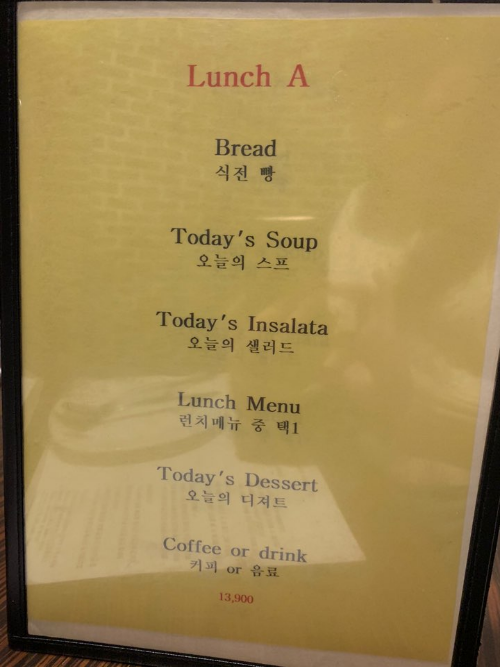 Lunch A
Bread
식전 빵
Today's Soup
오늘의 스프
Today's Insalata
오늘의 샐러드
Lunch Menu
런치메뉴 중 택1
Today's Dessert
오늘의 디저트
Coffee or drink
커피 or 음료
13,900